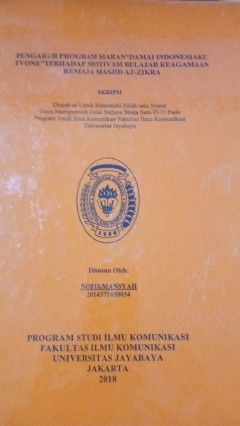 PENGARUH PROGRAM SIARAN"DAMAI INDONESIAKU
TVONE"TERHADAP MOTIVASI BELAJAR KEAGAMAAN
REMAJA MASJID AZ-ZIKRA
SKRIPSI
Diajukan Untuk Memenuhi Salah satu Syarat
Guna Memperoleh Gelar Sarjana Strata Satu (S-1) Pada
Program Studi Ilmu Komunikasi Fakultas Ilmu Komunikasi
Universitas Jayabaya
Disusun Oleh:
NOFIRMANSYAH
2014371650034
PROGRAM STUDI ILMU KOMUNIKASI
FAKULTAS ILMU KOMUNIKASI
UNIVERSITAS JAYABAYA
JAKARTA
2018